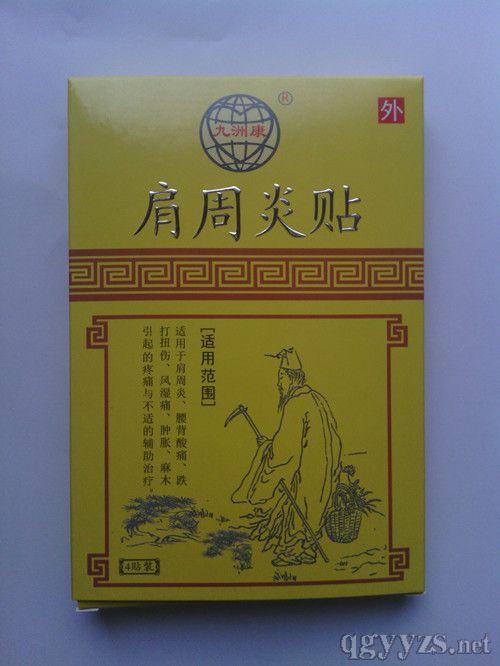 九洲康
®
外
肩周炎贴
[适用范围]
适用于肩周炎、腰背酸痛、跌
打扭伤、风湿痛、肿胀、麻木
引起的疼痛与不适的辅助治疗。
[4贴装]
qgyyzs.net